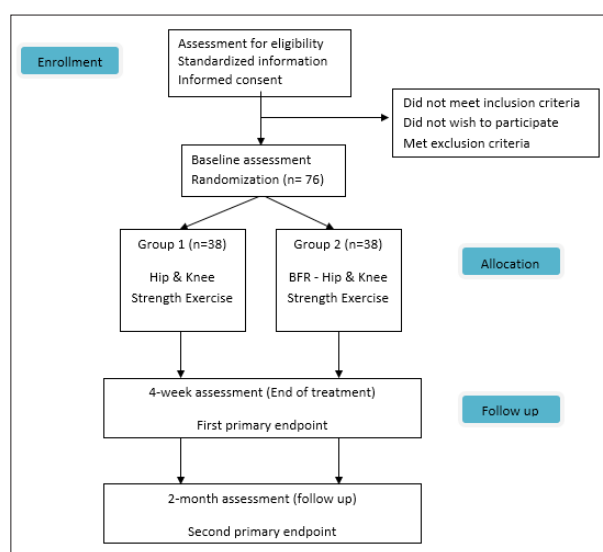 Enrollment
Assessment for eligibility
Standardized information
Informed consent
Did not meet inclusion criteria
Did not wish to participate
Met exclusion criteria
Baseline assessment
Randomization (n= 76)
Group 1 (n=38)
Hip & Knee
Strength Exercise
Group 2 (n=38)
BFR - Hip & Knee
Strength Exercise
Allocation
4-week assessment (End of treatment)
First primary endpoint
Follow up
2-month assessment (follow up)
Second primary endpoint